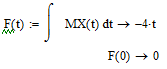 F(t) := ∫ MX(t) dt → −4·t
F(0) → 0